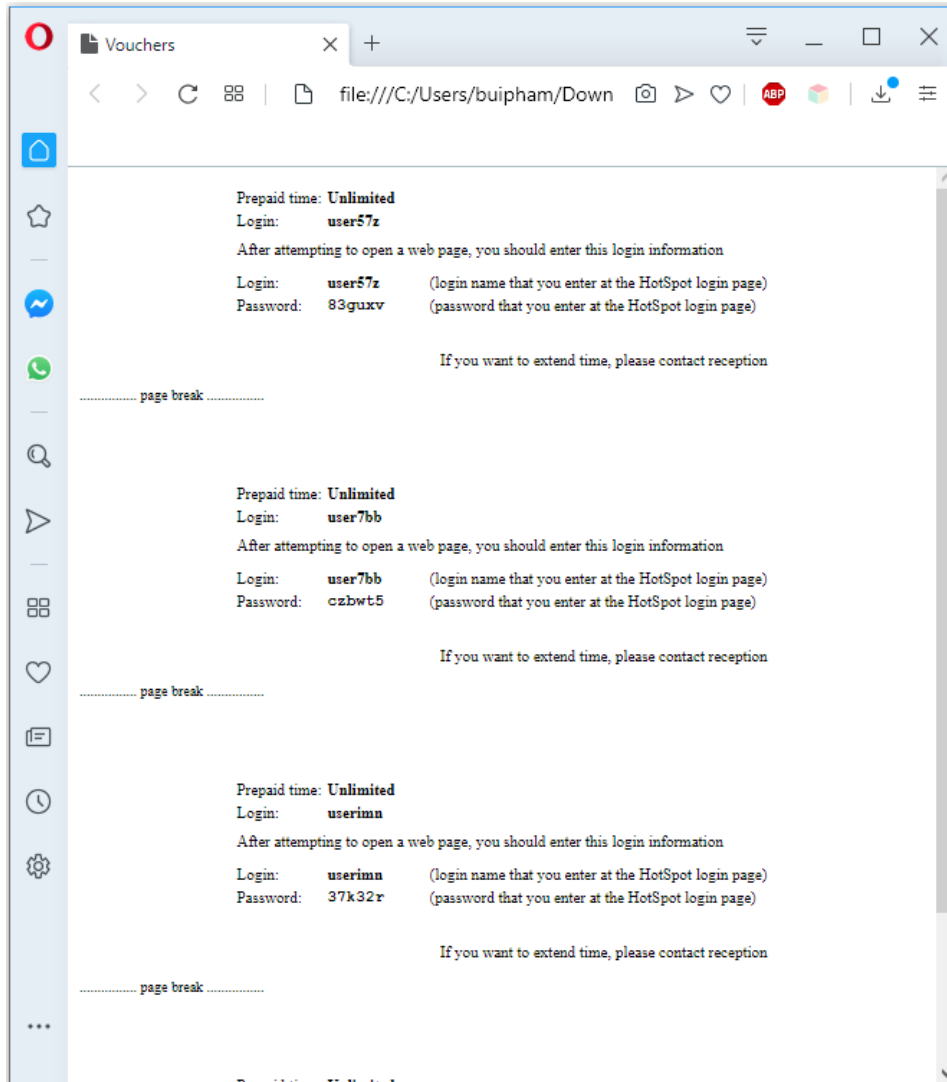 Vouchers
file:///C:/Users/buipham/Down
ABP
Prepaid time: Unlimited
Login: user57z
After attempting to open a web page, you should enter this login information
Login: user57z (login name that you enter at the HotSpot login page)
Password: 83guxv (password that you enter at the HotSpot login page)
If you want to extend time, please contact reception
................. page break .................
Prepaid time: Unlimited
Login: user7bb
After attempting to open a web page, you should enter this login information
Login: user7bb (login name that you enter at the HotSpot login page)
Password: czbwt5 (password that you enter at the HotSpot login page)
If you want to extend time, please contact reception
................. page break .................
Prepaid time: Unlimited
Login: userimn
After attempting to open a web page, you should enter this login information
Login: userimn (login name that you enter at the HotSpot login page)
Password: 37k32r (password that you enter at the HotSpot login page)
If you want to extend time, please contact reception
................. page break .................